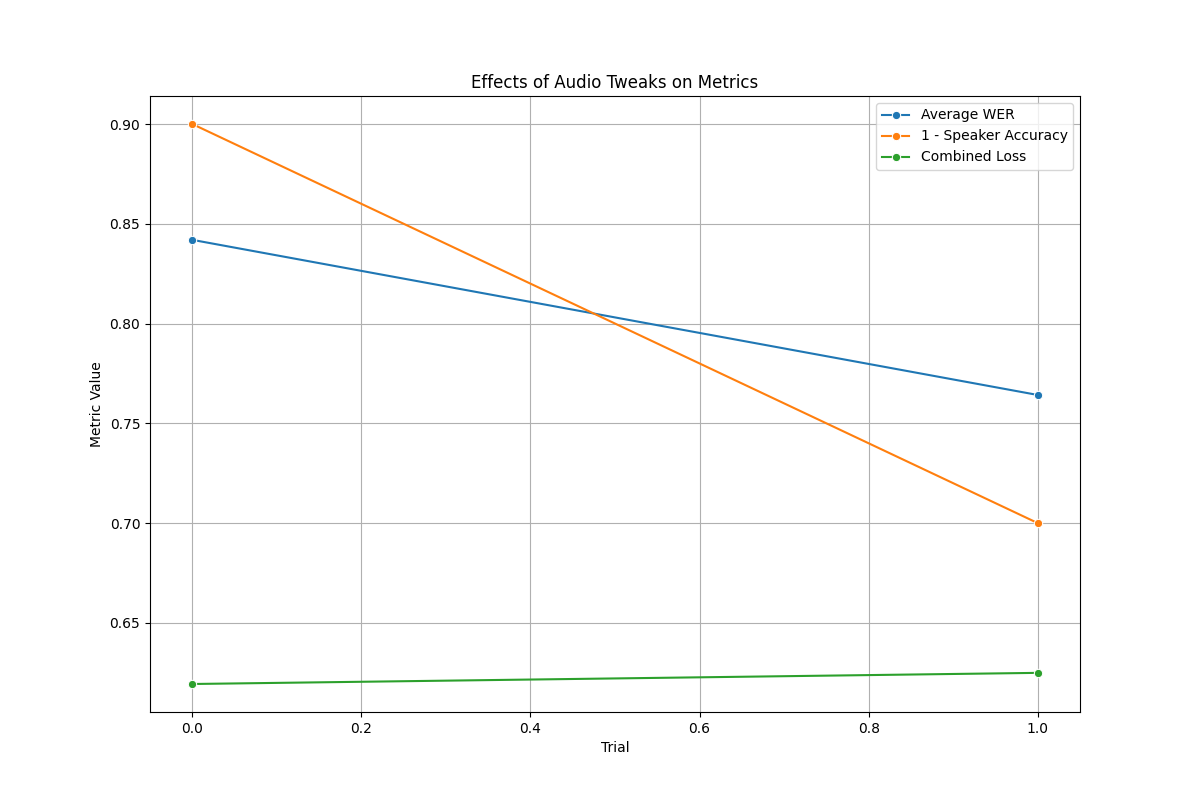 Effects of Audio Tweaks on Metrics
Average WER
1 - Speaker Accuracy
Combined Loss
Metric Value
0.90
0.85
0.80
0.75
0.70
0.65
0.0 0.2 0.4 0.6 0.8 1.0
Trial